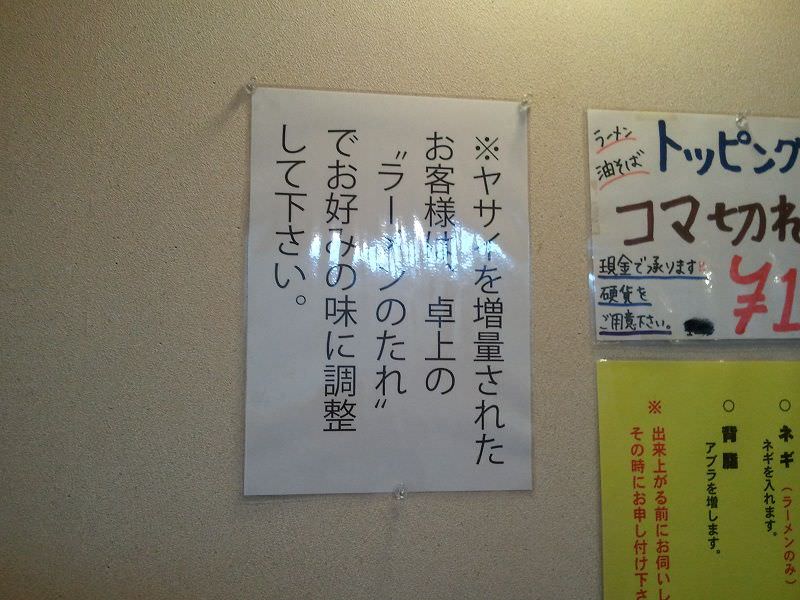 ※ヤサイを増量された
お客様は、卓上の
"ラーメンのたれ"
でお好みの味に調整
して下さい。
ラーメン
油そば
トッピング
コマ切れ
現金で承ります!!
硬貨を
ご用意下さい。
¥1
○ ネギ (ラーメンのみ)
ネギを入れます。
○ 背脂
アブラを増します。
※ 出来上がる前にお伺いし
その時にお申し付け下さ